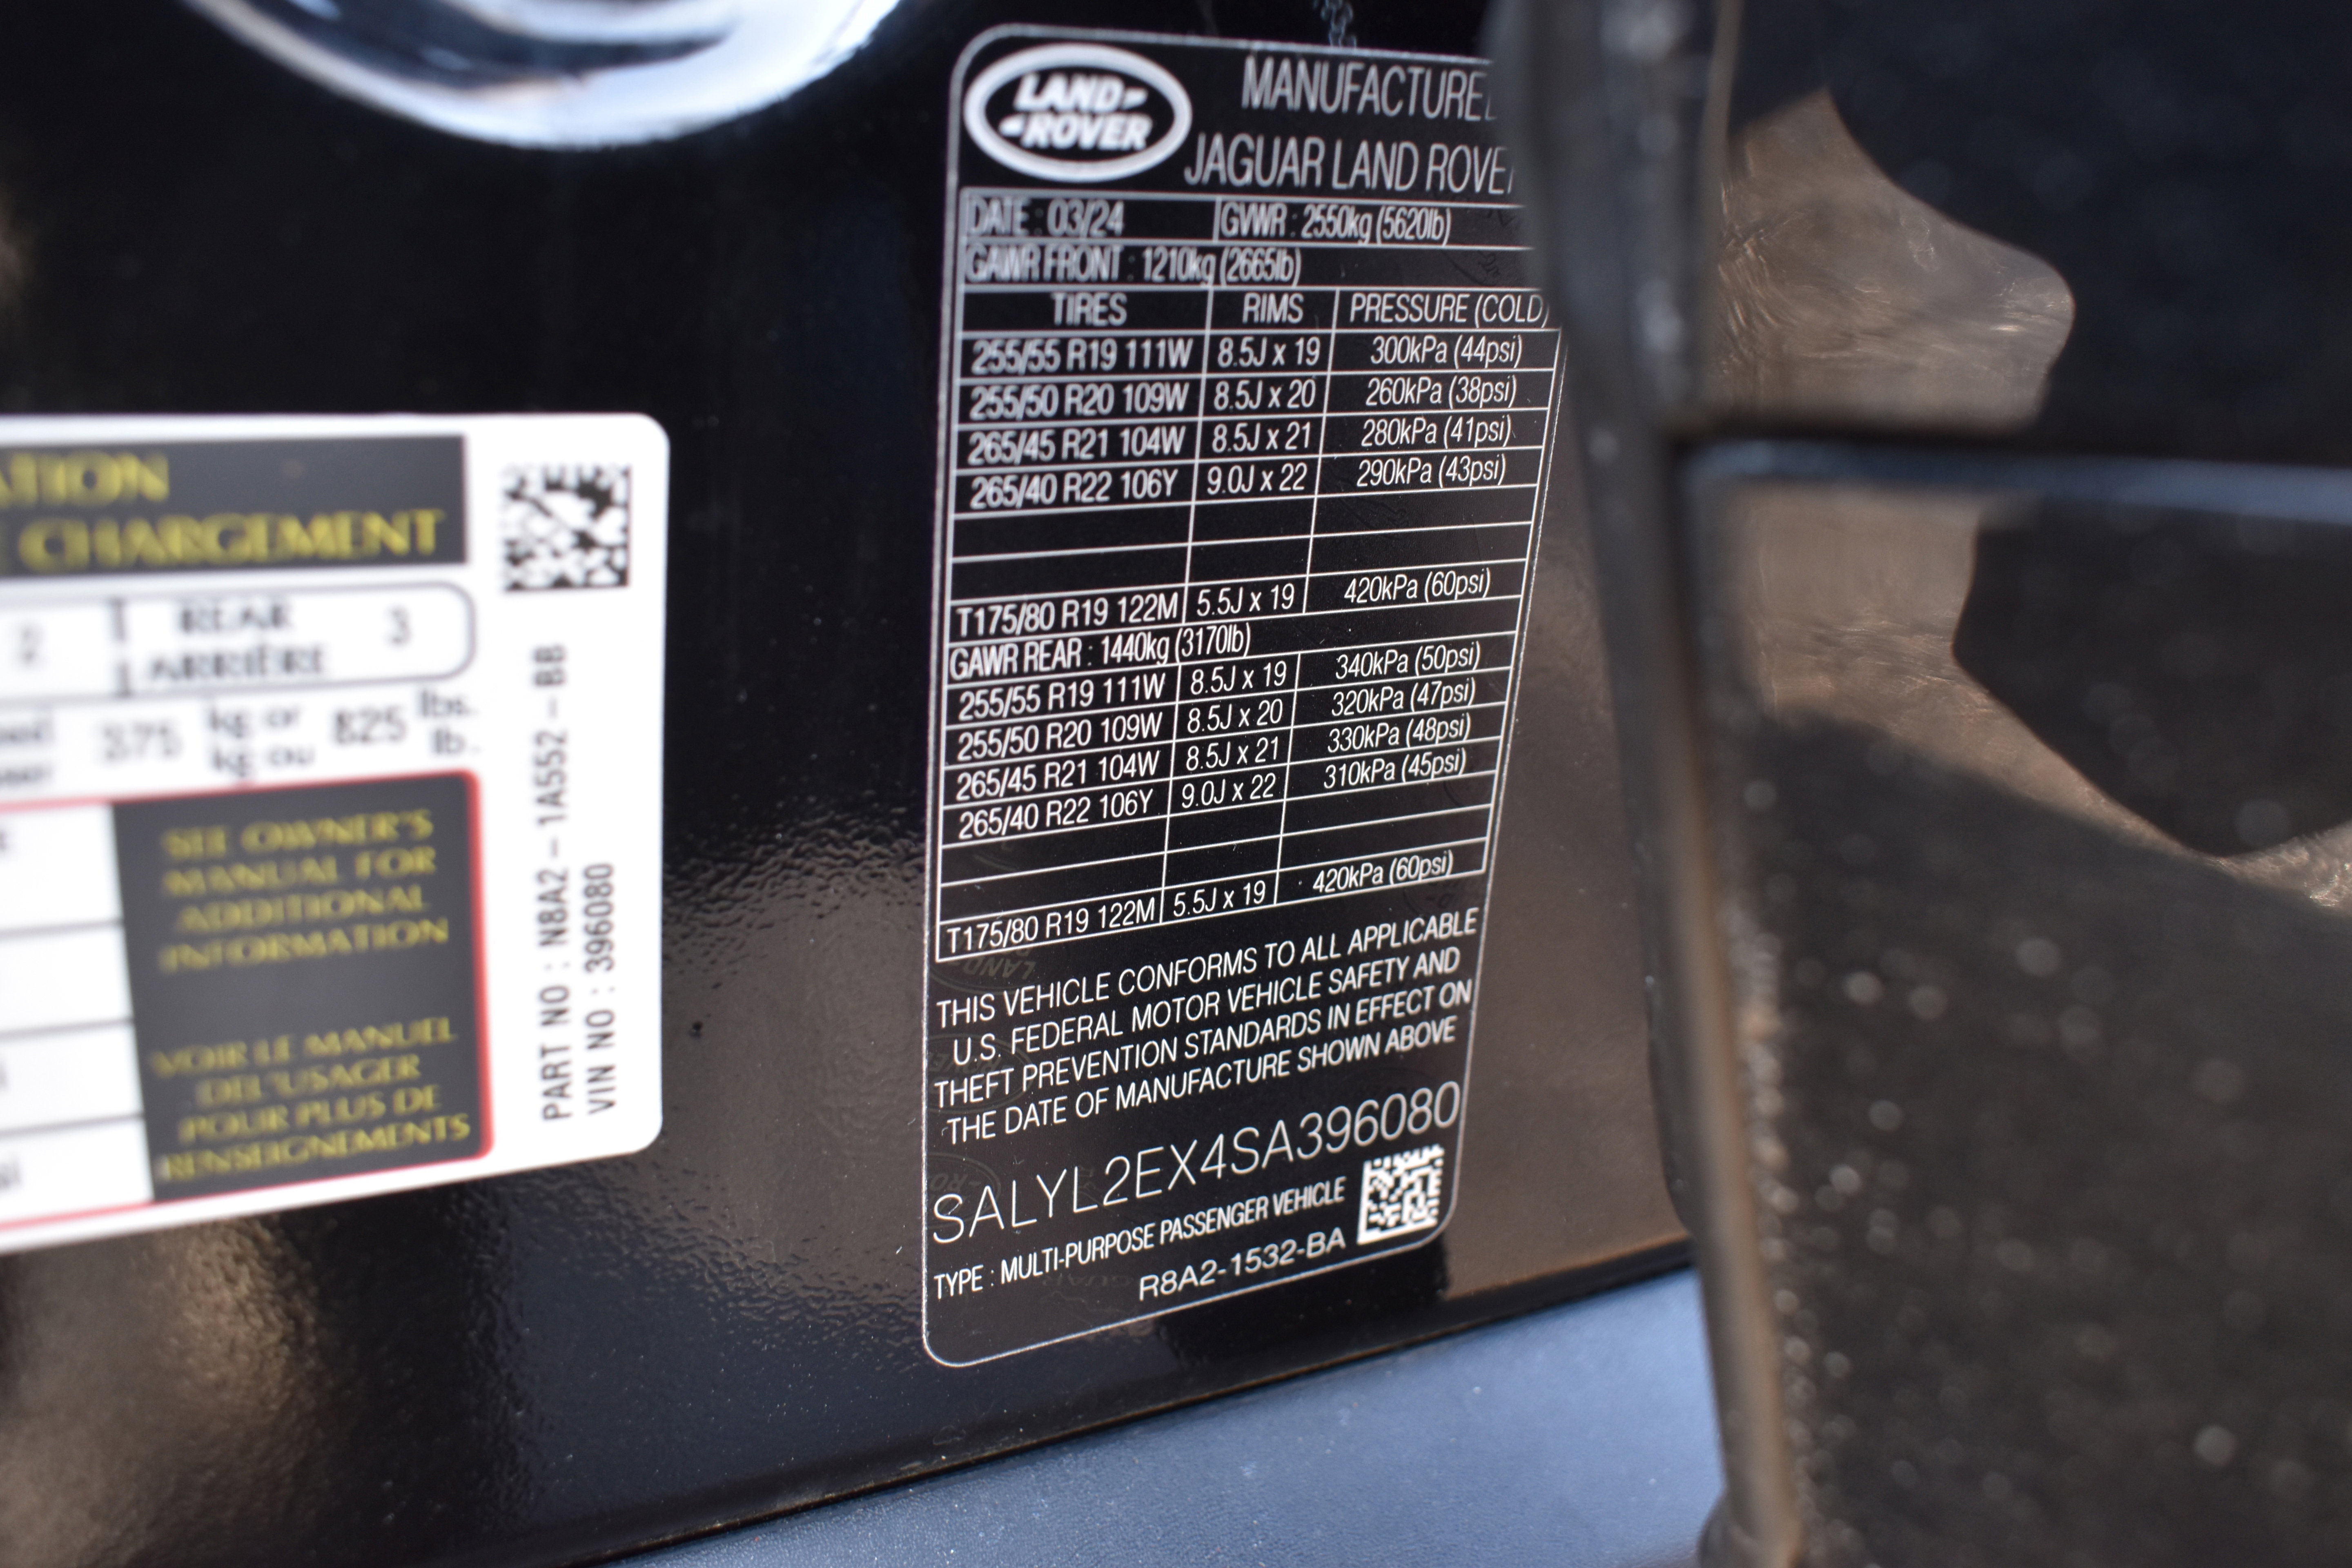 ATION
E CHARGEMENT
2 REAR 3
ARRIÈRE
375 kg or 825 lbs.
kg ou lb.
SEE OWNER'S
MANUAL FOR
ADDITIONAL
INFORMATION
VOIR LE MANUEL
DEL'USAGER
POUR PLUS DE
RENSEIGNEMENTS
PART NO : N8A2-1A552-BB
VIN NO : 396080
LAND-
-ROVER
MANUFACTURE
JAGUAR LAND ROVE
DATE : 03/24 GVWR : 2550kg (5620lb)
GAWR FRONT : 1210kg (2665lb)
TIRES RIMS PRESSURE (COLD)
255/55 R19 111W 8.5J x 19 300kPa (44psi)
255/50 R20 109W 8.5J x 20 260kPa (38psi)
265/45 R21 104W 8.5J x 21 280kPa (41psi)
265/40 R22 106Y 9.0J x 22 290kPa (43psi)
T175/80 R19 122M 5.5J x 19 420kPa (60psi)
GAWR REAR : 1440kg (3170lb)
255/55 R19 111W 8.5J x 19 340kPa (50psi)
255/50 R20 109W 8.5J x 20 320kPa (47psi)
265/45 R21 104W 8.5J x 21 330kPa (48psi)
265/40 R22 106Y 9.0J x 22 310kPa (45psi)
T175/80 R19 122M 5.5J x 19 420kPa (60psi)
THIS VEHICLE CONFORMS TO ALL APPLICABLE
U.S. FEDERAL MOTOR VEHICLE SAFETY AND
THEFT PREVENTION STANDARDS IN EFFECT ON
THE DATE OF MANUFACTURE SHOWN ABOVE
SALYL2EX4SA396080
TYPE : MULTI-PURPOSE PASSENGER VEHICLE
R8A2-1532-BA